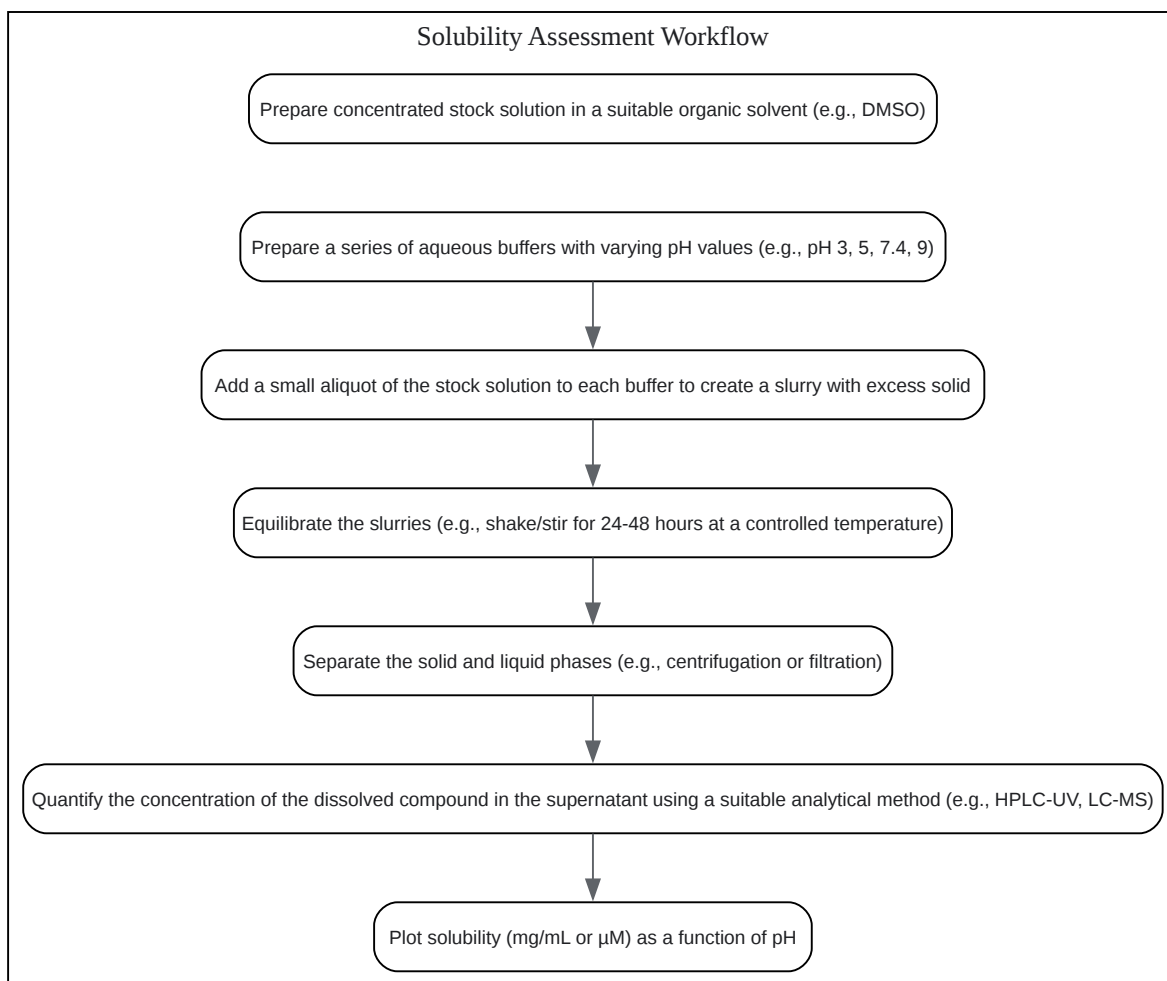 Solubility Assessment Workflow
Prepare concentrated stock solution in a suitable organic solvent (e.g., DMSO)
Prepare a series of aqueous buffers with varying pH values (e.g., pH 3, 5, 7.4, 9)
Add a small aliquot of the stock solution to each buffer to create a slurry with excess solid
Equilibrate the slurries (e.g., shake/stir for 24-48 hours at a controlled temperature)
Separate the solid and liquid phases (e.g., centrifugation or filtration)
Quantify the concentration of the dissolved compound in the supernatant using a suitable analytical method (e.g., HPLC-UV, LC-MS)
Plot solubility (mg/mL or µM) as a function of pH